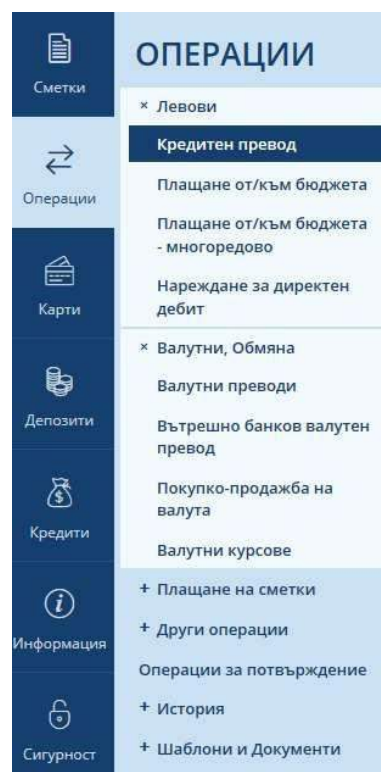 Сметки
Операции
Карти
Депозити
Кредити
Информация
Сигурност
ОПЕРАЦИИ
× Левови
Кредитен превод
Плащане от/към бюджета
Плащане от/към бюджета
- многоредово
Нареждане за директен
дебит
× Валутни, Обмяна
Валутни преводи
Вътрешно банков валутен
превод
Покупко-продажба на
валута
Валутни курсове
+ Плащане на сметки
+ Други операции
Операции за потвърждение
+ История
+ Шаблони и Документи